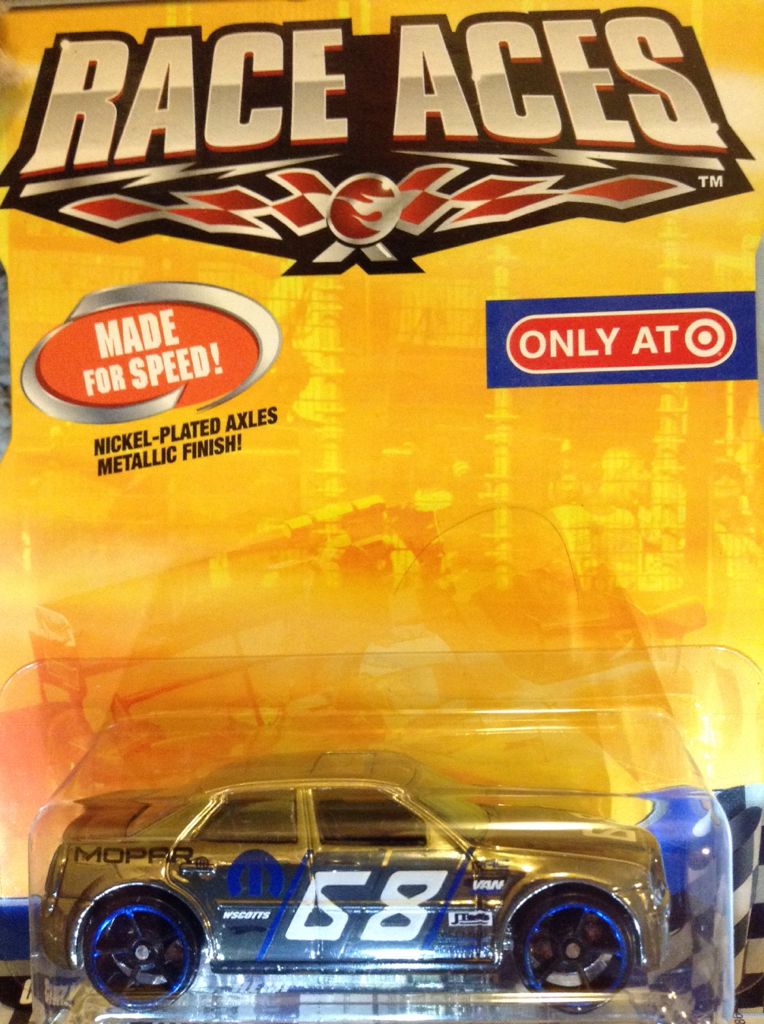 RACE ACES
TM
MADE
FOR SPEED!
ONLY AT
NICKEL-PLATED AXLES
METALLIC FINISH!
MOPAR
68
WSCOTTS
VAN